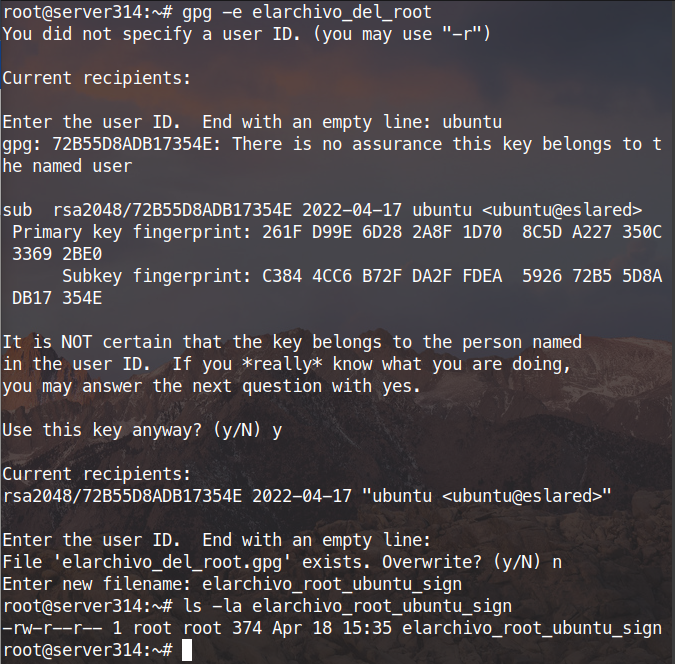 root@server314:~# gpg -e elarchivo_del_root
You did not specify a user ID. (you may use "-r")
Current recipients:
Enter the user ID.  End with an empty line: ubuntu
gpg: 72B55D8ADB17354E: There is no assurance this key belongs to t
he named user
sub  rsa2048/72B55D8ADB17354E 2022-04-17 ubuntu <ubuntu@eslared>
 Primary key fingerprint: 261F D99E 6D28 2A8F 1D70  8C5D A227 350C
 3369 2BE0
      Subkey fingerprint: C384 4CC6 B72F DA2F FDEA  5926 72B5 5D8A
 DB17 354E
It is NOT certain that the key belongs to the person named
in the user ID.  If you *really* know what you are doing,
you may answer the next question with yes.
Use this key anyway? (y/N) y
Current recipients:
rsa2048/72B55D8ADB17354E 2022-04-17 "ubuntu <ubuntu@eslared>"
Enter the user ID.  End with an empty line:
File 'elarchivo_del_root.gpg' exists. Overwrite? (y/N) n
Enter new filename: elarchivo_root_ubuntu_sign
root@server314:~# ls -la elarchivo_root_ubuntu_sign
-rw-r--r-- 1 root root 374 Apr 18 15:35 elarchivo_root_ubuntu_sign
root@server314:~#